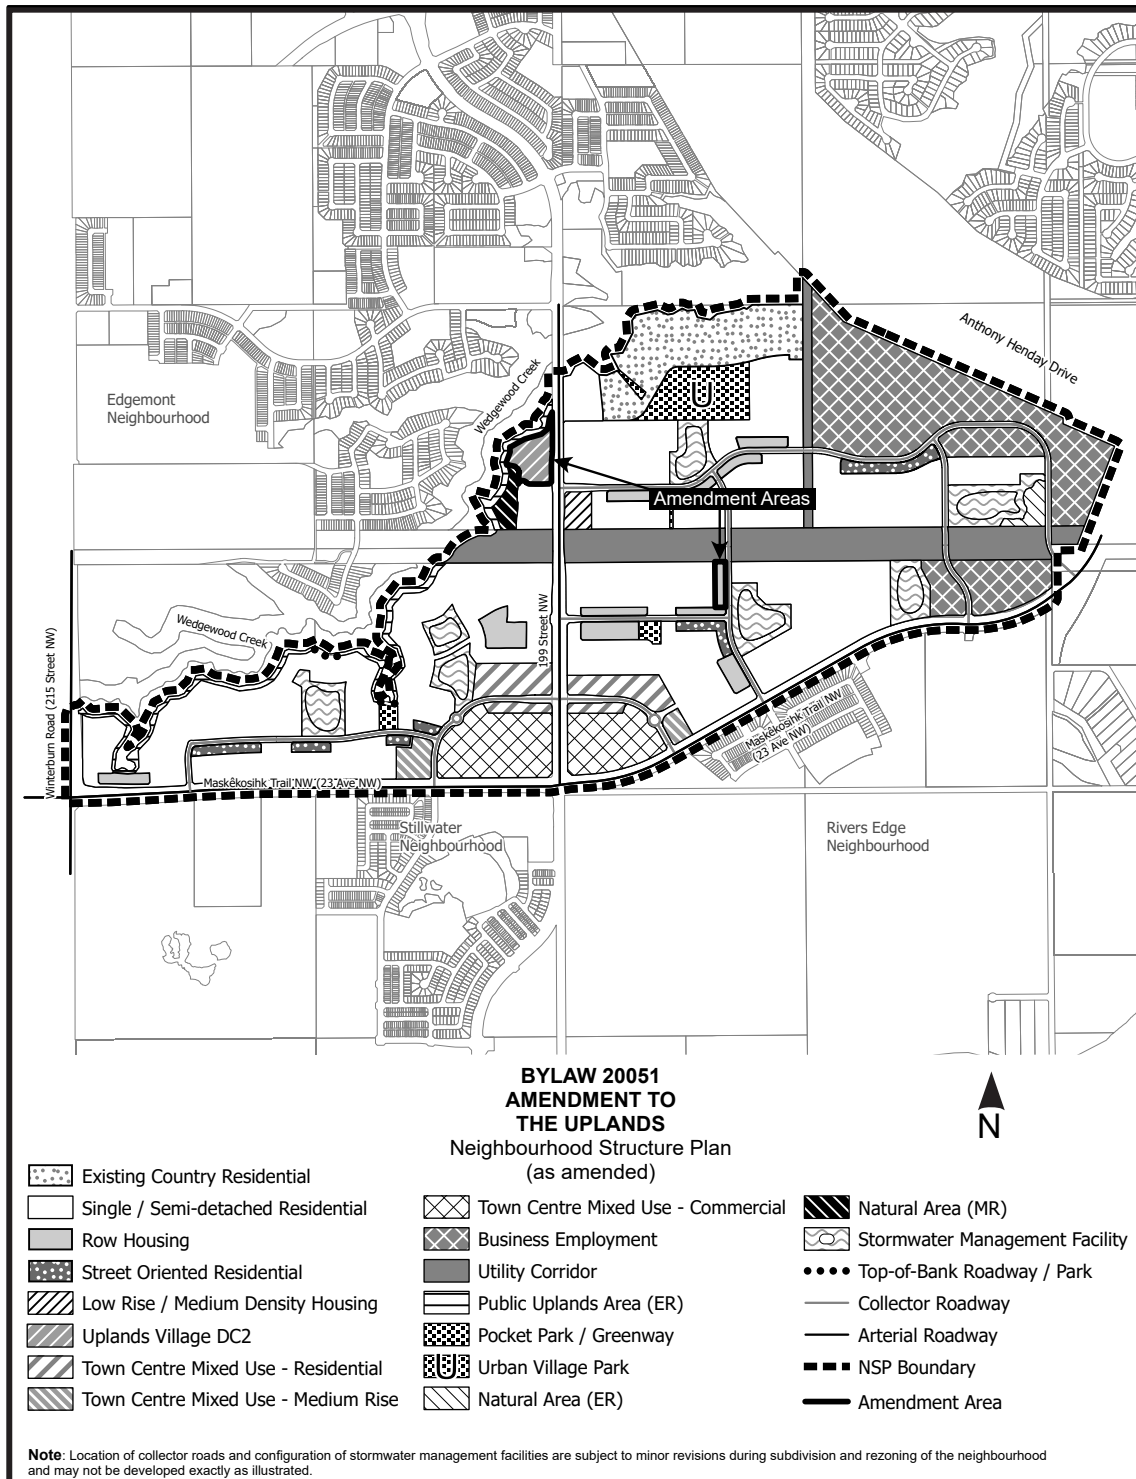 Anthony Henday Drive
Edgemont
Neighbourhood
Wedgewood Creek
U
Amendment Areas
Wedgewood Creek
199 Street NW
Winterburn Road (215 Street NW)
Maskêkosihk Trail NW
(23 Ave NW)
Maskêkosihk Trail NW (23 Ave NW)
Stillwater
Neighbourhood
Rivers Edge
Neighbourhood
BYLAW 20051
AMENDMENT TO
THE UPLANDS
Neighbourhood Structure Plan
(as amended)
N
Existing Country Residential
Single / Semi-detached Residential
Row Housing
Street Oriented Residential
Low Rise / Medium Density Housing
Uplands Village DC2
Town Centre Mixed Use - Residential
Town Centre Mixed Use - Medium Rise
Town Centre Mixed Use - Commercial
Business Employment
Utility Corridor
Public Uplands Area (ER)
Pocket Park / Greenway
U
Urban Village Park
Natural Area (ER)
Natural Area (MR)
Stormwater Management Facility
Top-of-Bank Roadway / Park
Collector Roadway
Arterial Roadway
NSP Boundary
Amendment Area
Note: Location of collector roads and configuration of stormwater management facilities are subject to minor revisions during subdivision and rezoning of the neighbourhood
and may not be developed exactly as illustrated.